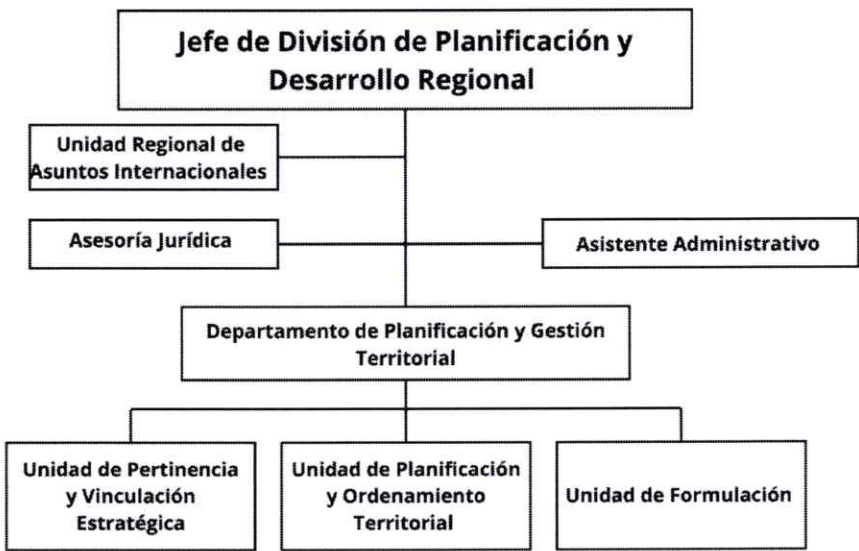 Jefe de División de Planificación y
Desarrollo Regional
Unidad Regional de
Asuntos Internacionales
Asesoría Jurídica
Asistente Administrativo
Departamento de Planificación y Gestión
Territorial
Unidad de Pertinencia
y Vinculación
Estratégica
Unidad de Planificación
y Ordenamiento
Territorial
Unidad de Formulación